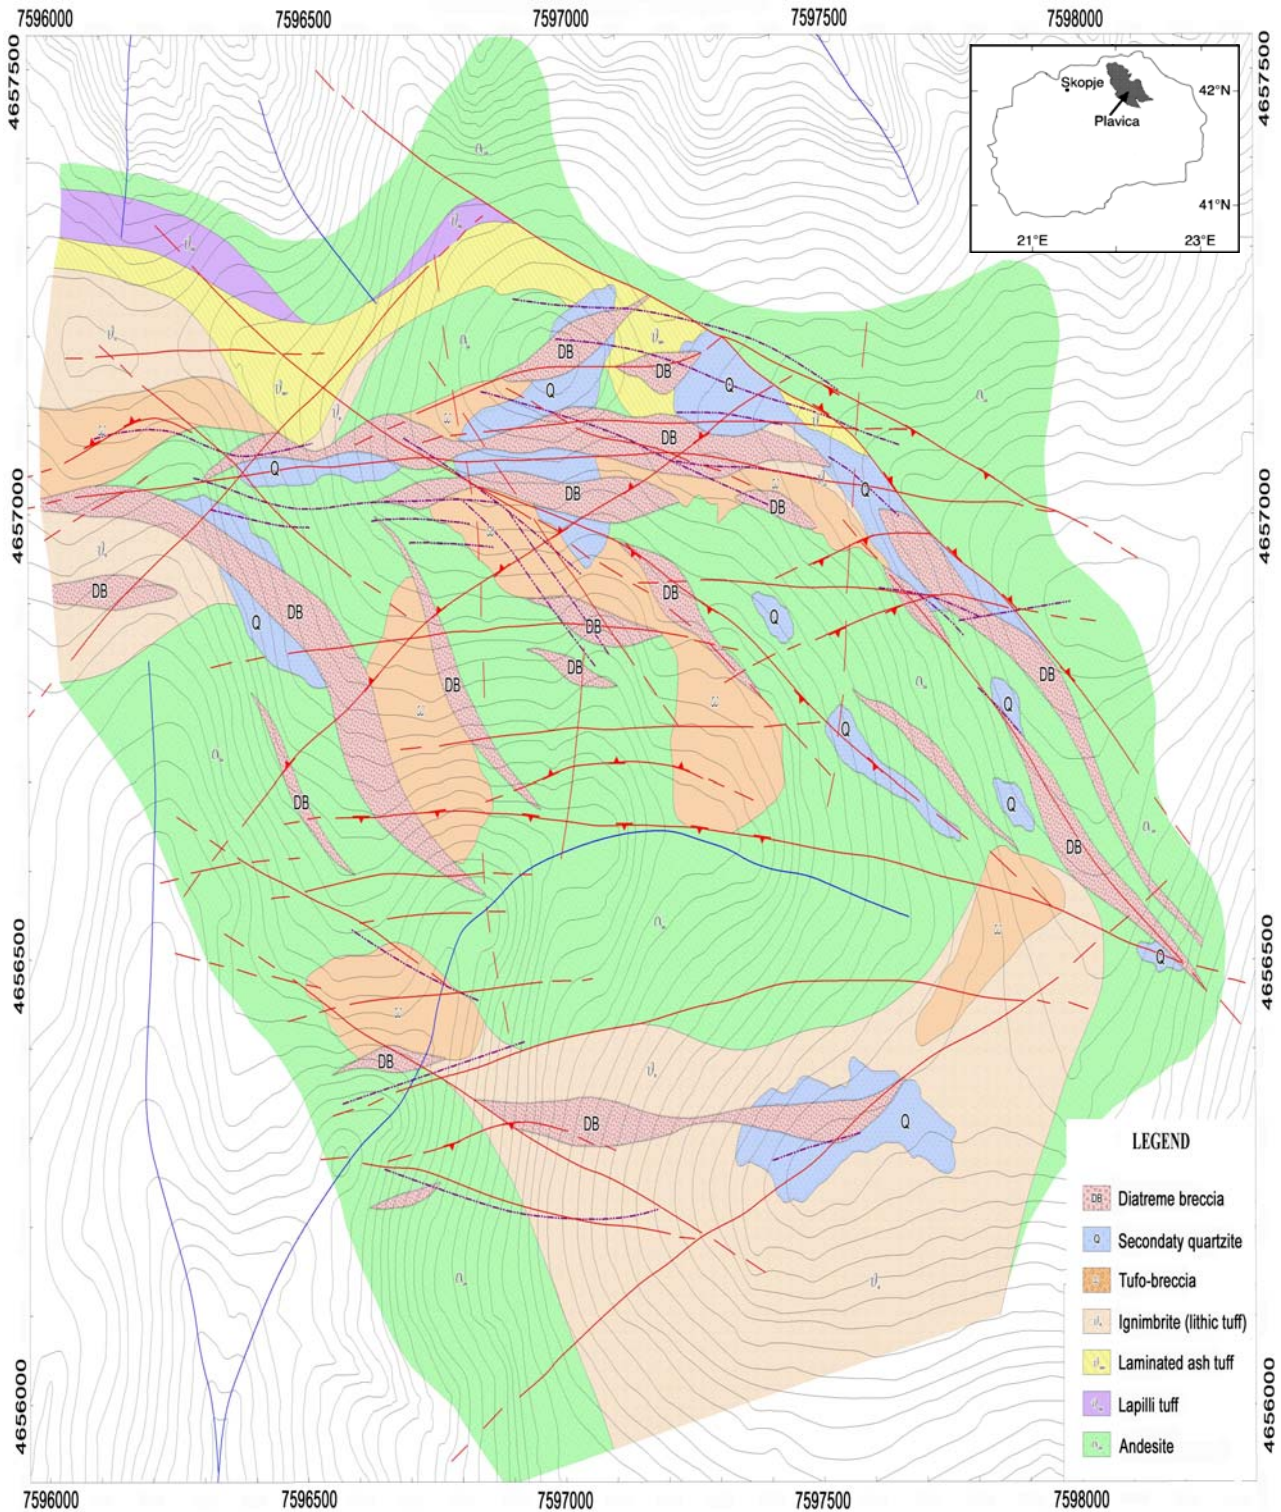 7596000 7596500 7597000 7597500 7598000
4657500
4657500
Skopje
Plavica
42°N
41°N
21°E 23°E
DB
DB
Q
Q
DB
Q
DB
DB
Q
4657000
4657000
DB
DB
DB
Q
DB
DB
Q
DB
DB
DB
Q
Q
DB
Q
DB
4656500
4656500
Q
DB
DB
Q
LEGEND
DB Diatreme breccia
Q Secondaty quartzite
Tufo-breccia
Ignimbrite (lithic tuff)
Laminated ash tuff
Lapilli tuff
Andesite
4656000
4656000
7596000 7596500 7597000 7597500 7598000